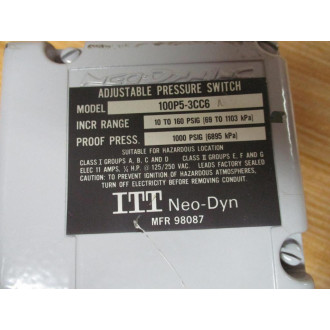 ADJUSTABLE PRESSURE SWITCH
MODEL 100P5-3CC6
INCR RANGE 10 TO 160 PSIG (69 TO 1103 kPa)
PROOF PRESS. 1000 PSIG (6895 kPa)
SUITABLE FOR HAZARDOUS LOCATION
CLASS I GROUPS A, B, C AND D CLASS II GROUPS E, F AND G
ELEC 11 AMPS, ¼ H.P. @ 125/250 VAC LEADS FACTORY SEALED
CAUTION: TO PREVENT IGNITION OF HAZARDOUS ATMOSPHERES,
TURN OFF ELECTRICITY BEFORE REMOVING CONDUIT.
ITT Neo-Dyn
MFR 98087